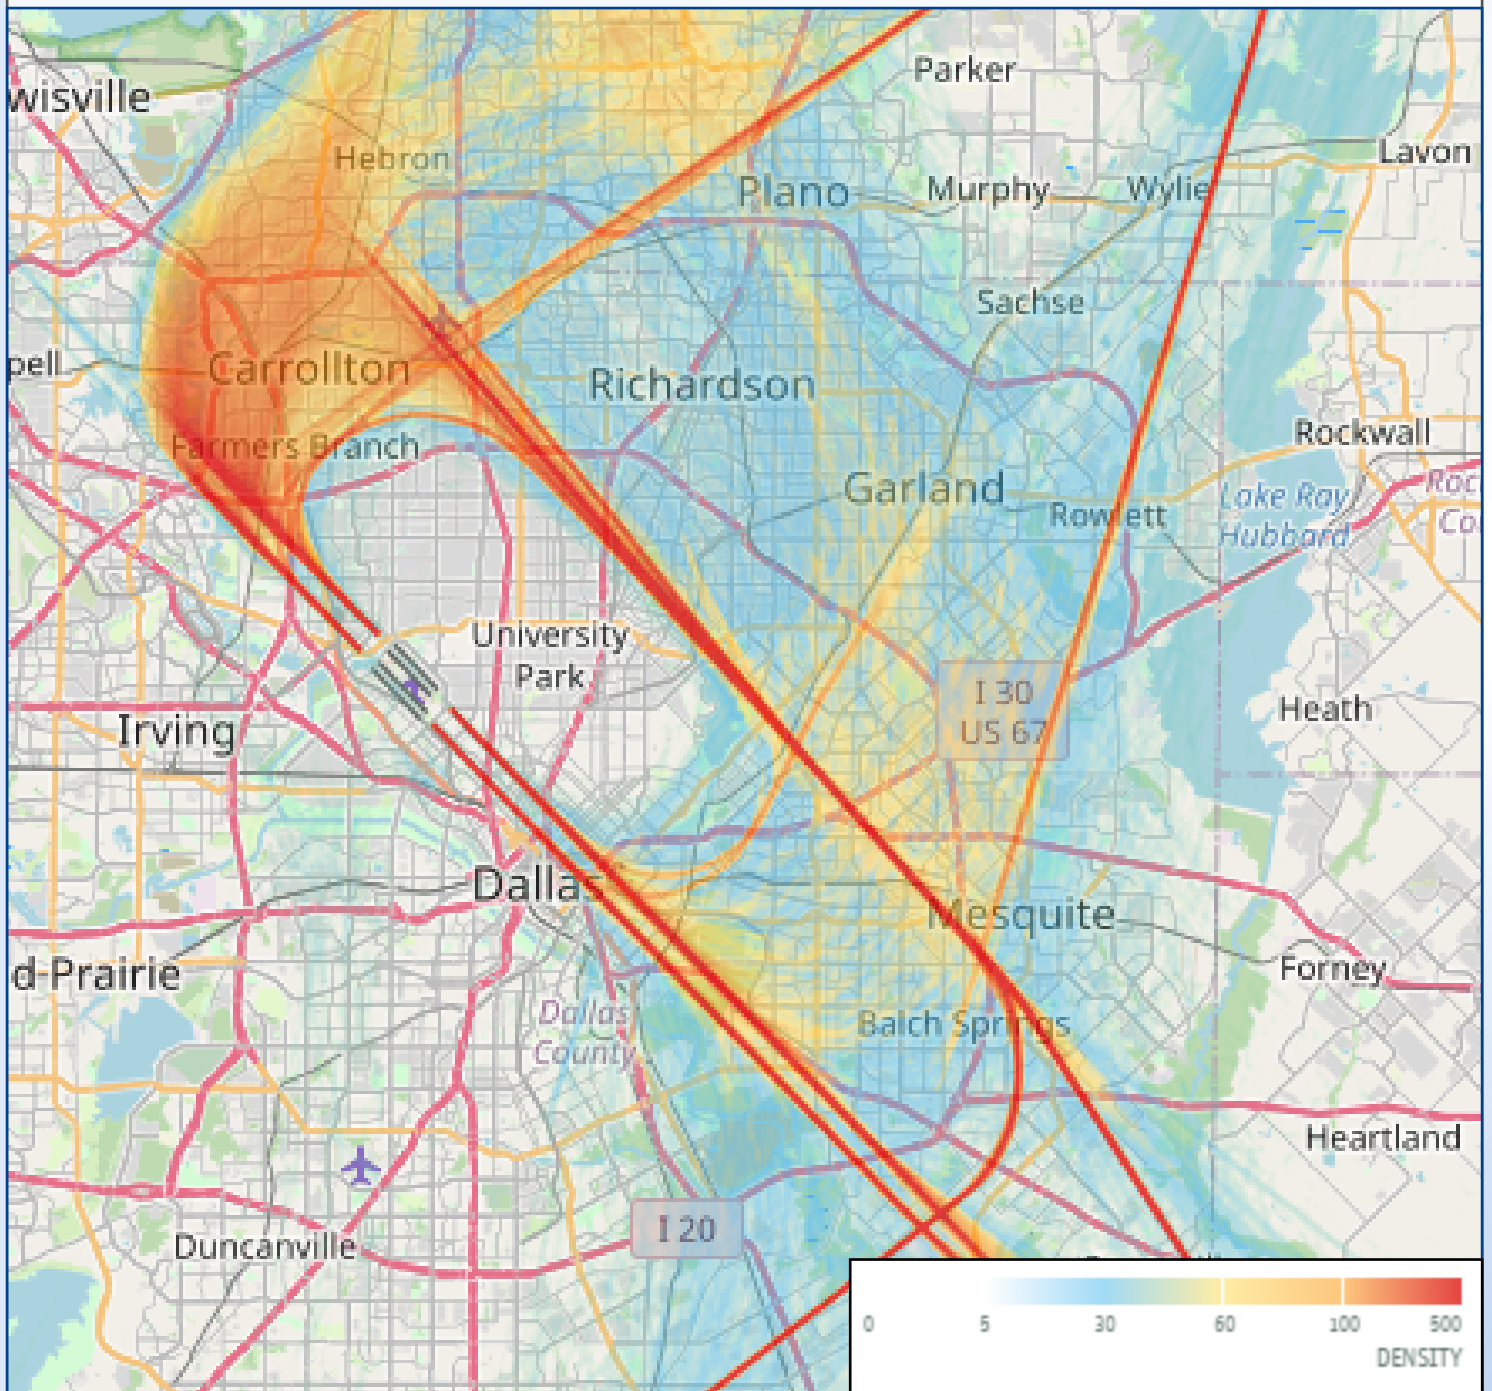 Parker
wisville
Lavon
Hebron
Plano
Murphy
Wylie
Sachse
pell
Carrollton
Richardson
Rockwall
Farmers Branch
Garland
Lake Ray
Hubbard
Roc
Co
Rowlett
University
Park
I 30
US 67
Heath
Irving
Dallas
Mesquite
d Prairie
Forney
Dallas
County
Balch Springs
Heartland
I 20
Duncanville
0 5 30 60 100 500
DENSITY